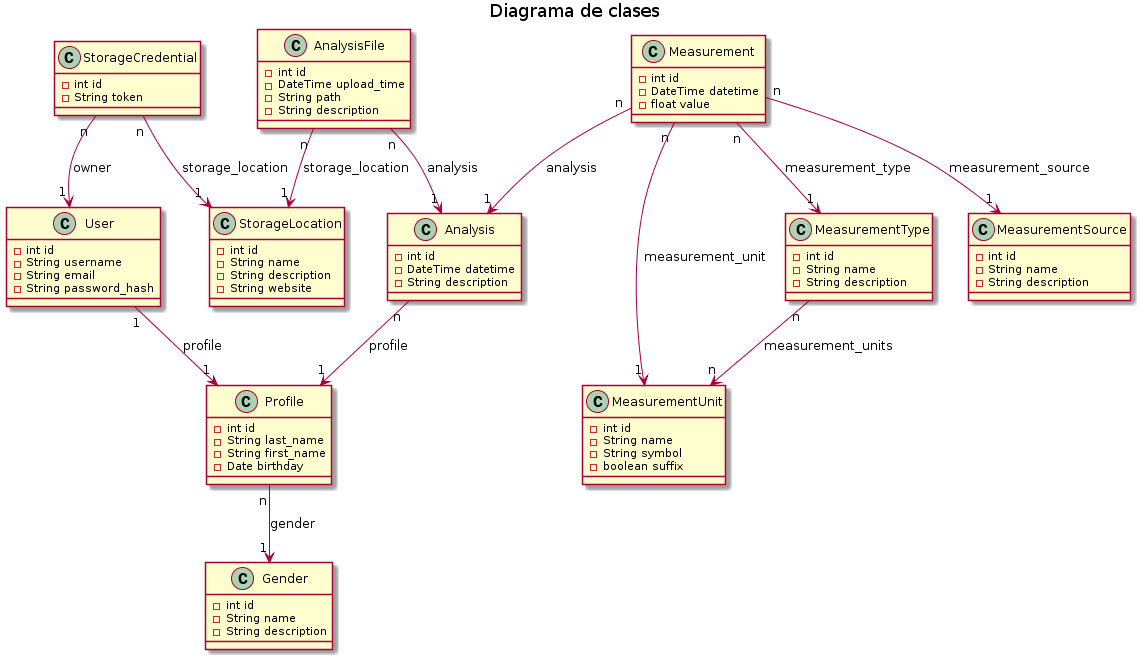 Diagrama de clases
C StorageCredential
int id
String token
C AnalysisFile
int id
DateTime upload_time
String path
String description
C Measurement
int id
DateTime datetime
float value
n
n
n
n
n
n
n
n
owner
storage_location
storage_location
analysis
analysis
measurement_unit
measurement_type
measurement_source
1
1
1
1
1
1
1
C User
int id
String username
String email
String password_hash
C StorageLocation
int id
String name
String description
String website
C Analysis
int id
DateTime datetime
String description
C MeasurementType
int id
String name
String description
C MeasurementSource
int id
String name
String description
1
n
n
profile
profile
measurement_units
1
1
1
n
C Profile
int id
String last_name
String first_name
Date birthday
C MeasurementUnit
int id
String name
String symbol
boolean suffix
n
gender
1
C Gender
int id
String name
String description